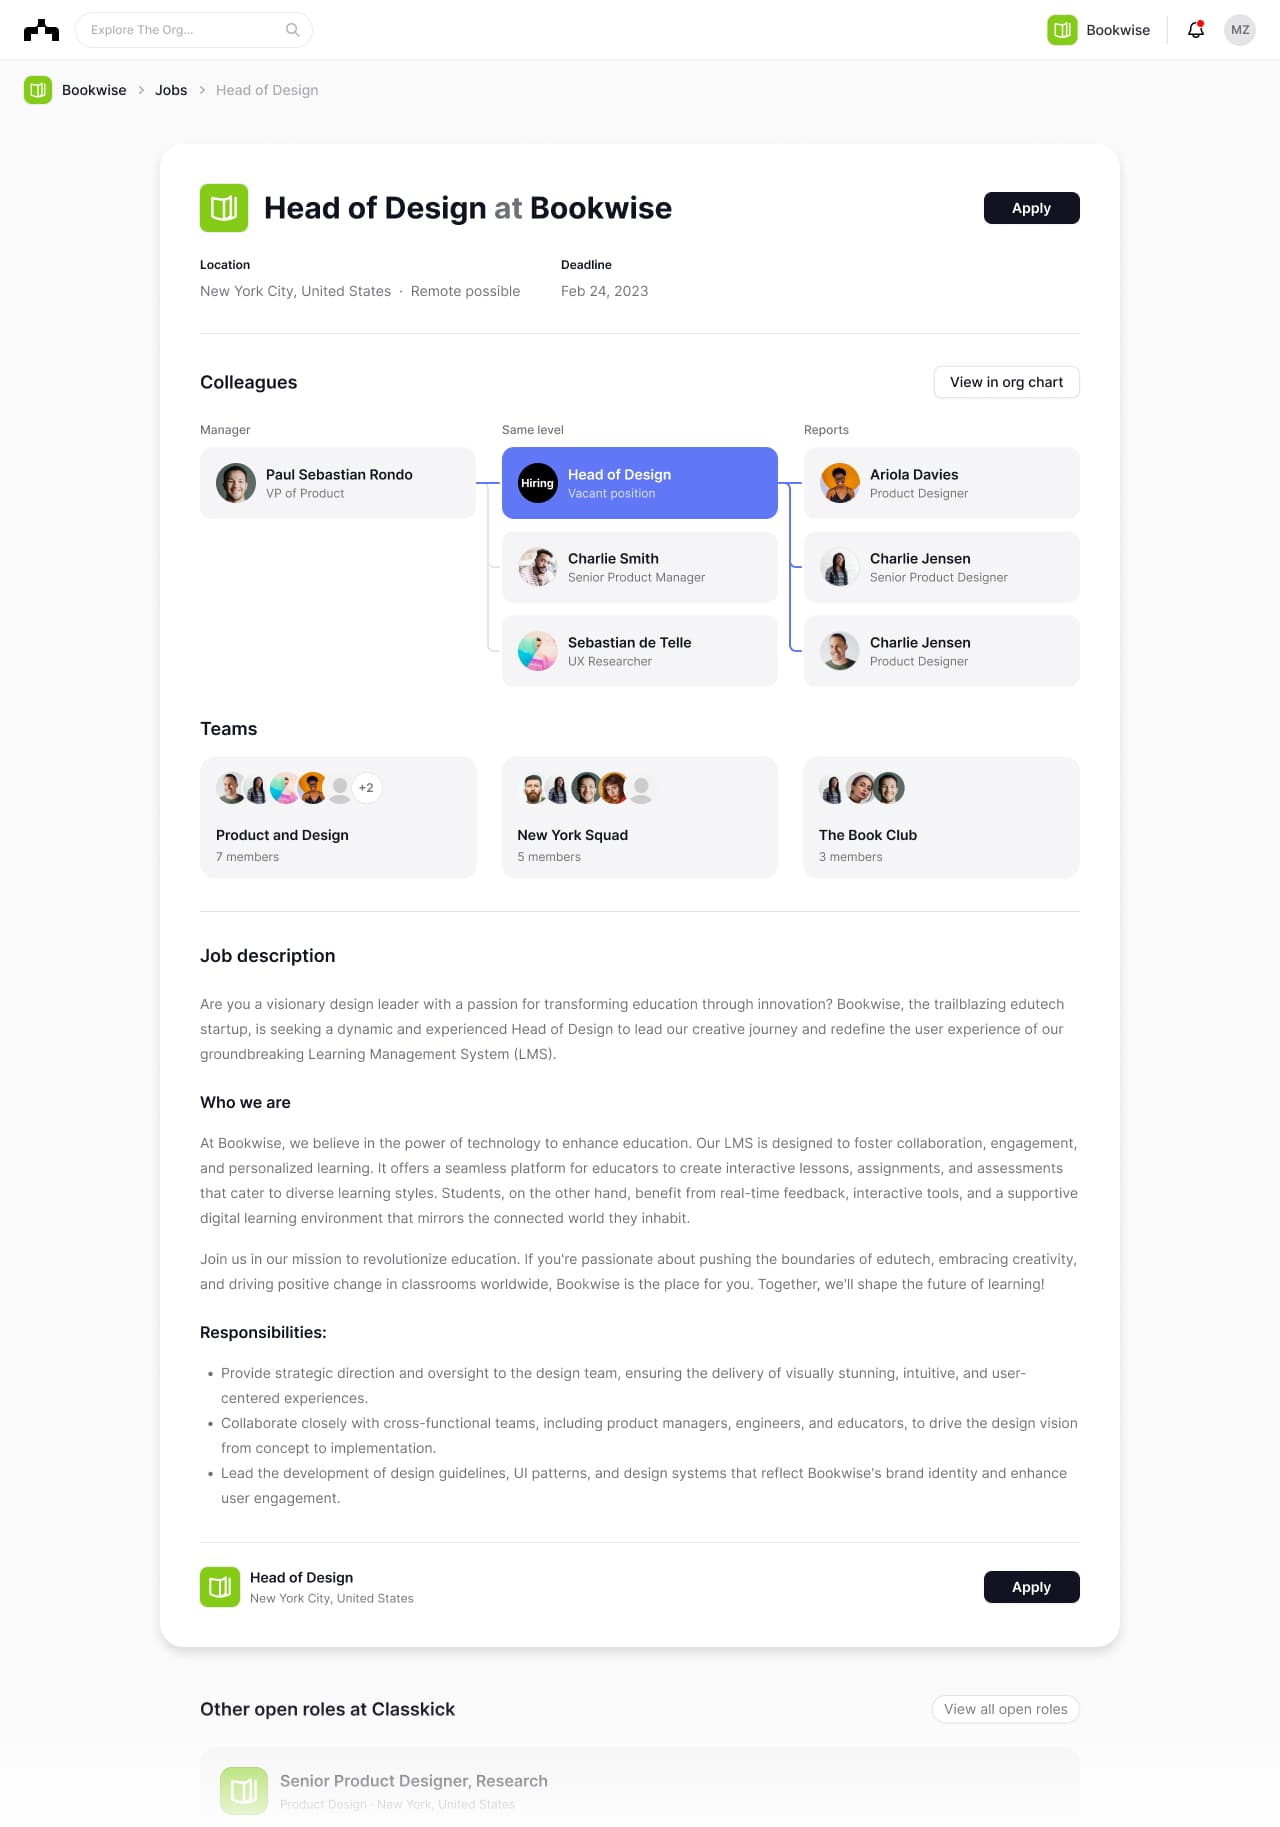 Explore The Org...
Bookwise
MZ
Bookwise > Jobs > Head of Design
Head of Design at Bookwise
Apply
Location
Deadline
New York City, United States · Remote possible
Feb 24, 2023
Colleagues
View in org chart
Manager
Same level
Reports
Paul Sebastian Rondo
VP of Product
Hiring
Head of Design
Vacant position
Ariola Davies
Product Designer
Charlie Smith
Senior Product Manager
Charlie Jensen
Senior Product Designer
Sebastian de Telle
UX Researcher
Charlie Jensen
Product Designer
Teams
+2
Product and Design
7 members
New York Squad
5 members
The Book Club
3 members
Job description
Are you a visionary design leader with a passion for transforming education through innovation? Bookwise, the trailblazing edutech
startup, is seeking a dynamic and experienced Head of Design to lead our creative journey and redefine the user experience of our
groundbreaking Learning Management System (LMS).
Who we are
At Bookwise, we believe in the power of technology to enhance education. Our LMS is designed to foster collaboration, engagement,
and personalized learning. It offers a seamless platform for educators to create interactive lessons, assignments, and assessments
that cater to diverse learning styles. Students, on the other hand, benefit from real-time feedback, interactive tools, and a supportive
digital learning environment that mirrors the connected world they inhabit.
Join us in our mission to revolutionize education. If you're passionate about pushing the boundaries of edutech, embracing creativity,
and driving positive change in classrooms worldwide, Bookwise is the place for you. Together, we'll shape the future of learning!
Responsibilities:
• Provide strategic direction and oversight to the design team, ensuring the delivery of visually stunning, intuitive, and user-
centered experiences.
• Collaborate closely with cross-functional teams, including product managers, engineers, and educators, to drive the design vision
from concept to implementation.
• Lead the development of design guidelines, UI patterns, and design systems that reflect Bookwise's brand identity and enhance
user engagement.
Head of Design
New York City, United States
Apply
Other open roles at Classkick
View all open roles
Senior Product Designer, Research
Product Design · New York, United States